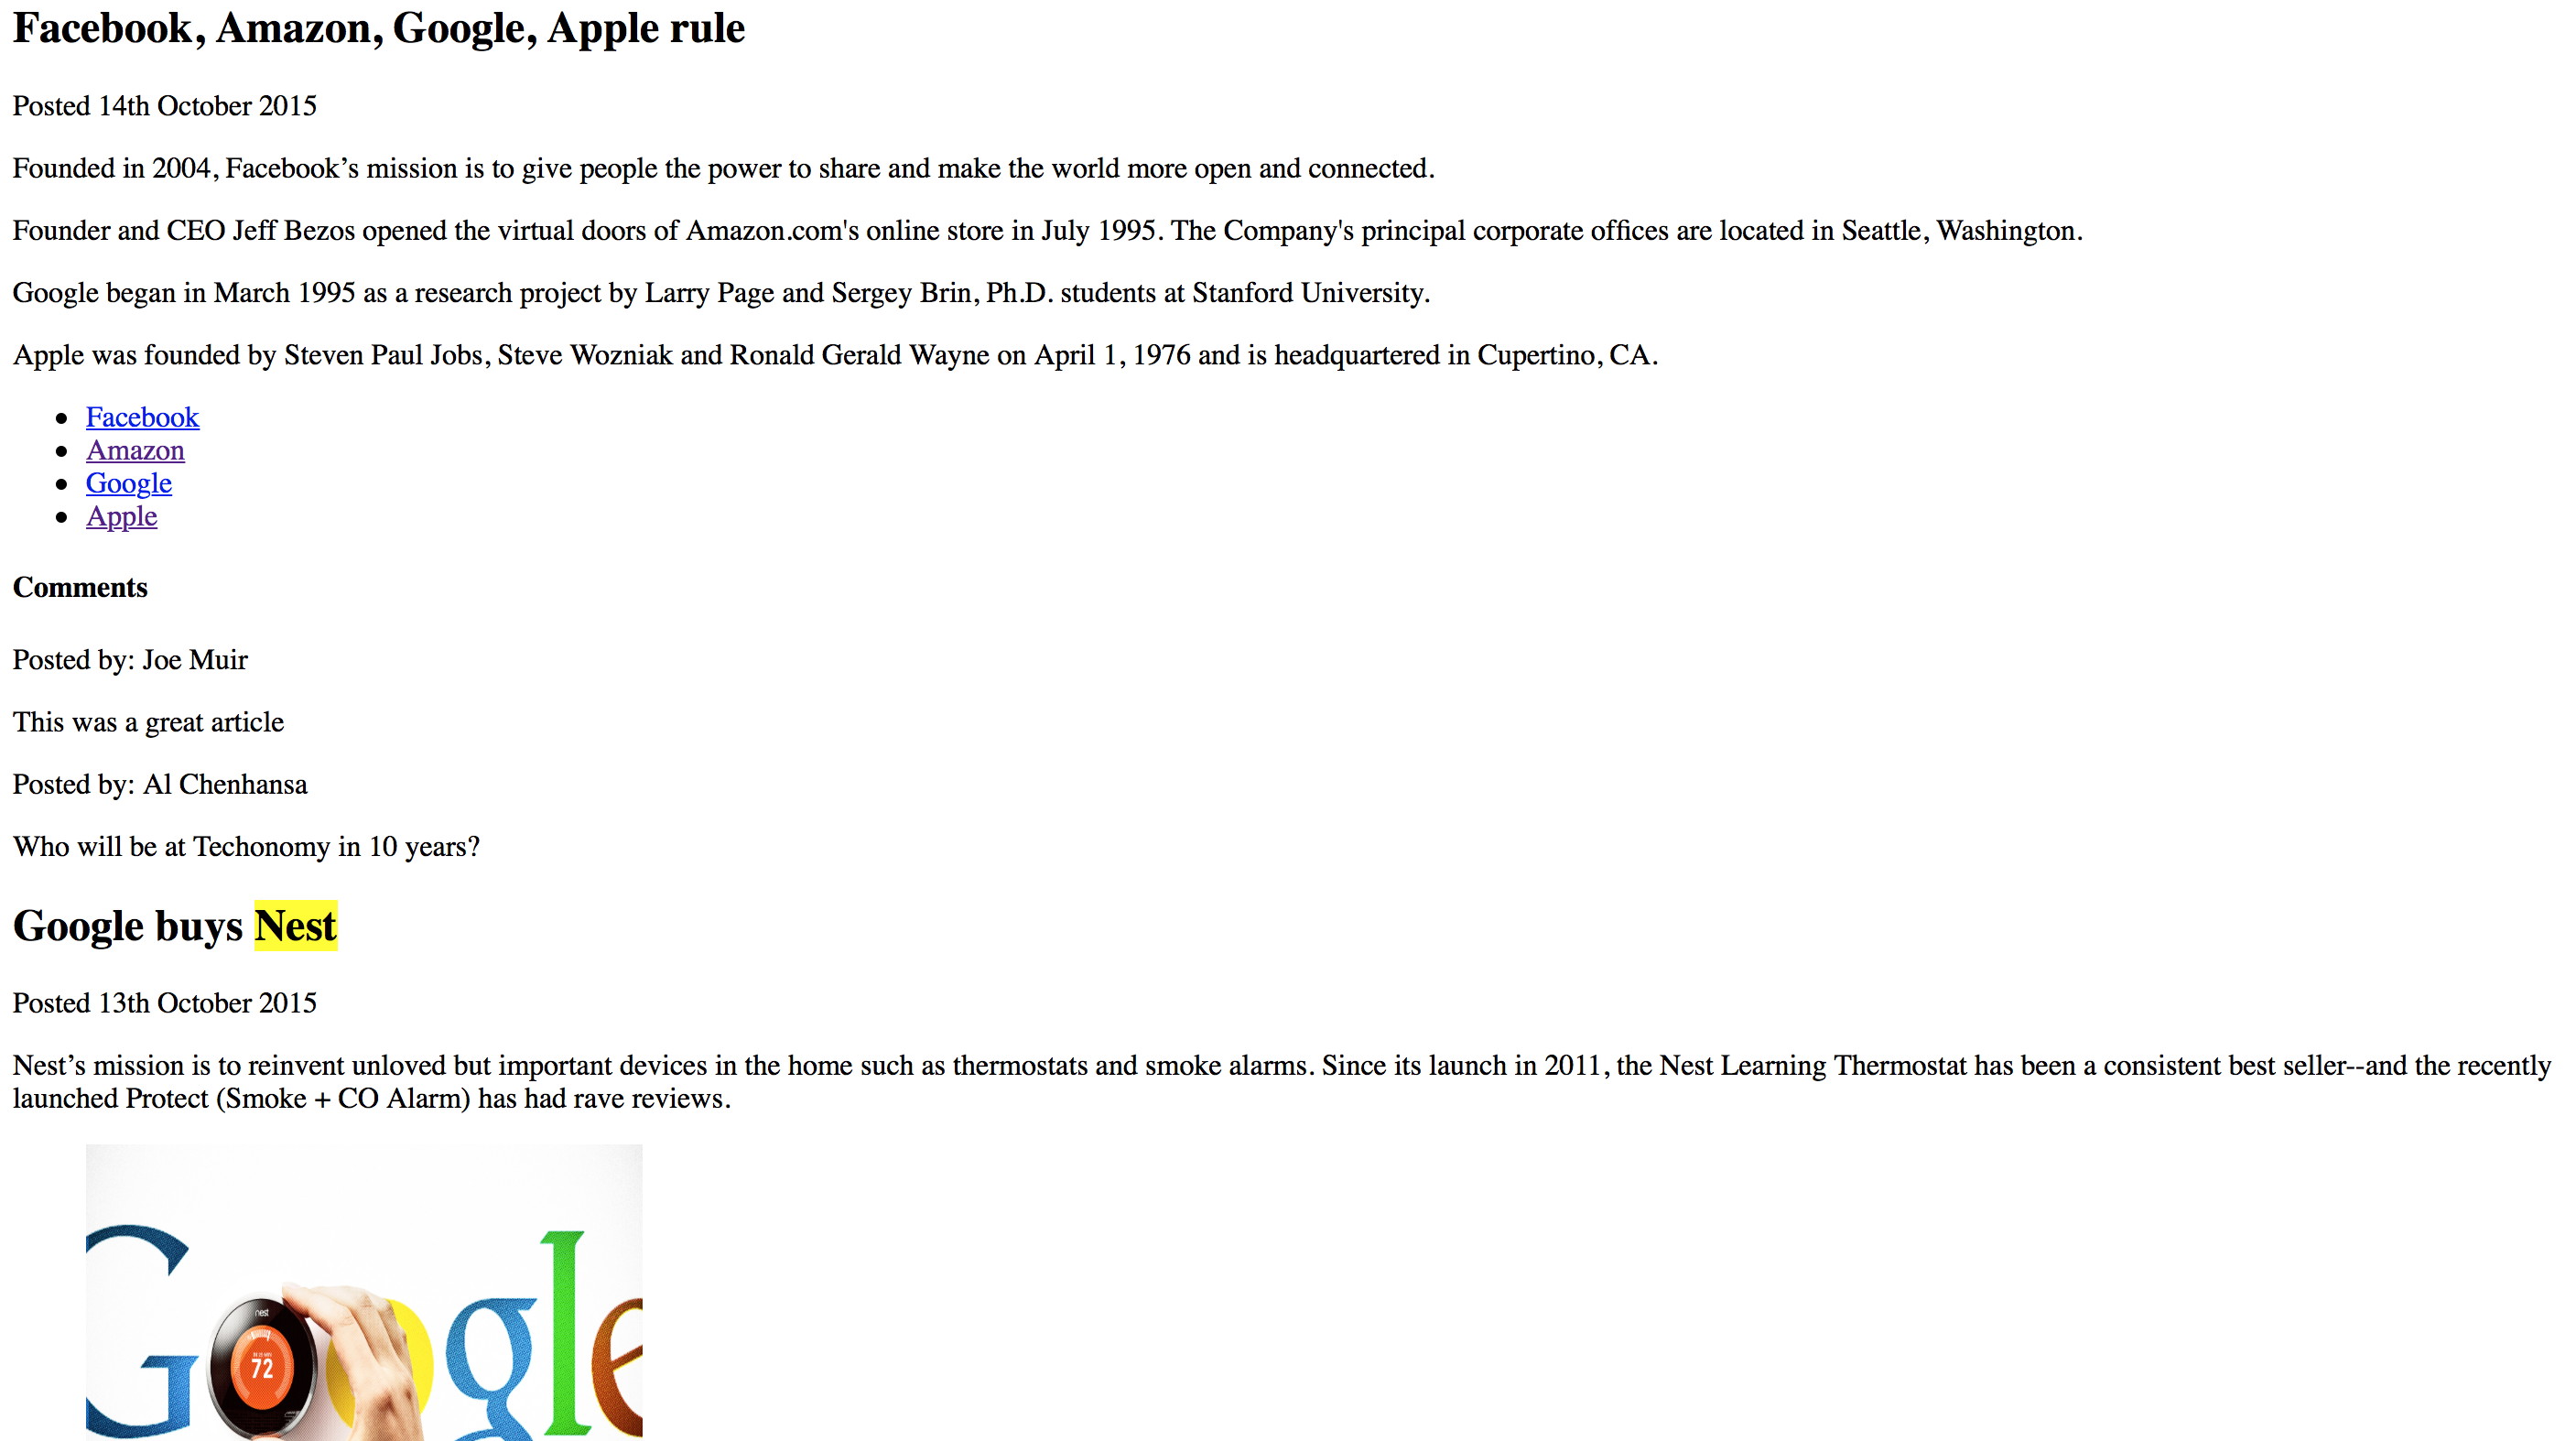 Facebook, Amazon, Google, Apple rule
Posted 14th October 2015
Founded in 2004, Facebook’s mission is to give people the power to share and make the world more open and connected.
Founder and CEO Jeff Bezos opened the virtual doors of Amazon.com's online store in July 1995. The Company's principal corporate offices are located in Seattle, Washington.
Google began in March 1995 as a research project by Larry Page and Sergey Brin, Ph.D. students at Stanford University.
Apple was founded by Steven Paul Jobs, Steve Wozniak and Ronald Gerald Wayne on April 1, 1976 and is headquartered in Cupertino, CA.
Facebook
Amazon
Google
Apple
Comments
Posted by: Joe Muir
This was a great article
Posted by: Al Chenhansa
Who will be at Techonomy in 10 years?
Google buys Nest
Posted 13th October 2015
Nest’s mission is to reinvent unloved but important devices in the home such as thermostats and smoke alarms. Since its launch in 2011, the Nest Learning Thermostat has been a consistent best seller--and the recently
launched Protect (Smoke + CO Alarm) has had rave reviews.
Google
nest
72